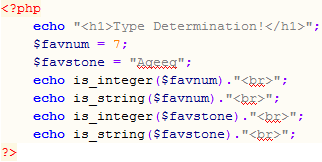 <?php
echo "<h1>Type Determination!</h1>";
$favnum = 7;
$favstone = "Aqeeq";
echo is_integer($favnum)."<br>";
echo is_string($favnum)."<br>";
echo is_integer($favstone)."<br>";
echo is_string($favstone)."<br>";
?>